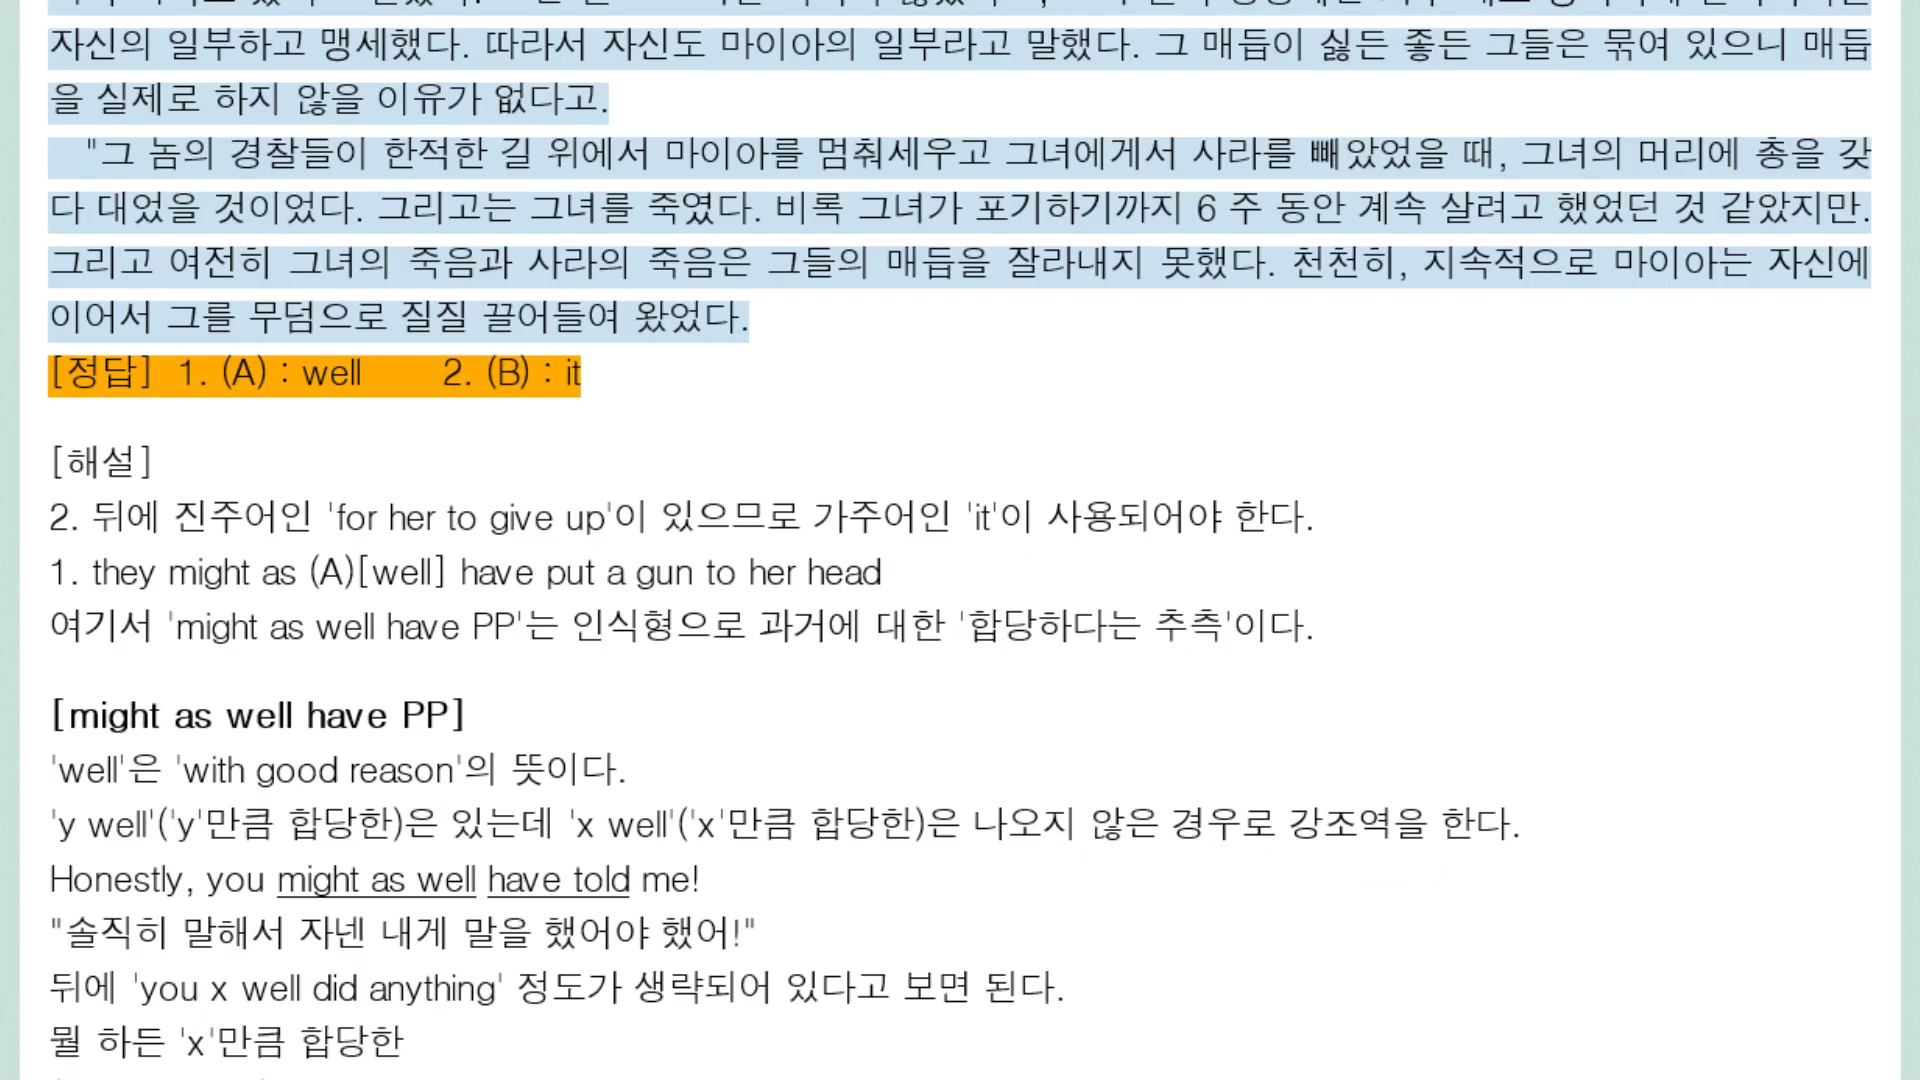 자신의 일부하고 맹세했다. 따라서 자신도 마이아의 일부라고 말했다. 그 매듭이 싫든 좋든 그들은 묶여 있으니 매듭
을 실제로 하지 않을 이유가 없다고.
"그 놈의 경찰들이 한적한 길 위에서 마이아를 멈춰세우고 그녀에게서 사라를 빼았었을 때, 그녀의 머리에 총을 갖
다 대었을 것이었다. 그리고는 그녀를 죽였다. 비록 그녀가 포기하기까지 6 주 동안 계속 살려고 했었던 것 같았지만.
그리고 여전히 그녀의 죽음과 사라의 죽음은 그들의 매듭을 잘라내지 못했다. 천천히, 지속적으로 마이아는 자신에
이어서 그를 무덤으로 질질 끌어들여 왔었다.
[정답] 1. (A) : well 2. (B) : it
[해설]
2. 뒤에 진주어인 'for her to give up'이 있으므로 가주어인 'it'이 사용되어야 한다.
1. they might as (A)[well] have put a gun to her head
여기서 'might as well have PP'는 인식형으로 과거에 대한 '합당하다는 추측'이다.
[might as well have PP]
'well'은 'with good reason'의 뜻이다.
'y well'('y'만큼 합당한)은 있는데 'x well'('x'만큼 합당한)은 나오지 않은 경우로 강조역을 한다.
Honestly, you might as well have told me!
"솔직히 말해서 자넨 내게 말을 했어야 했어!"
뒤에 'you x well did anything' 정도가 생략되어 있다고 보면 된다.
뭘 하든 'x'만큼 합당한